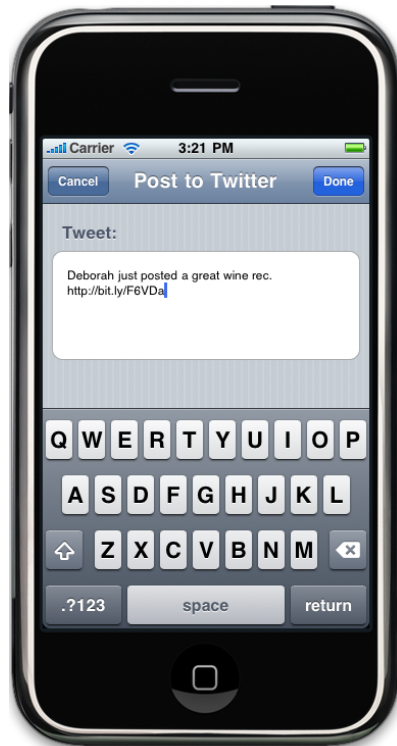 Carrier 3:21 PM
Cancel Post to Twitter Done
Tweet:
Deborah just posted a great wine rec.
http://bit.ly/F6VDa
Q W E R T Y U I O P
A S D F G H J K L
Z X C V B N M
.?123 space return